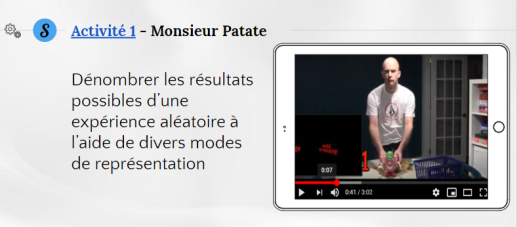 S Activité 1 - Monsieur Patate
Dénombrer les résultats
possibles d'une
expérience aléatoire à
l'aide de divers modes
de représentation
1
0:07
0:41 / 3:02